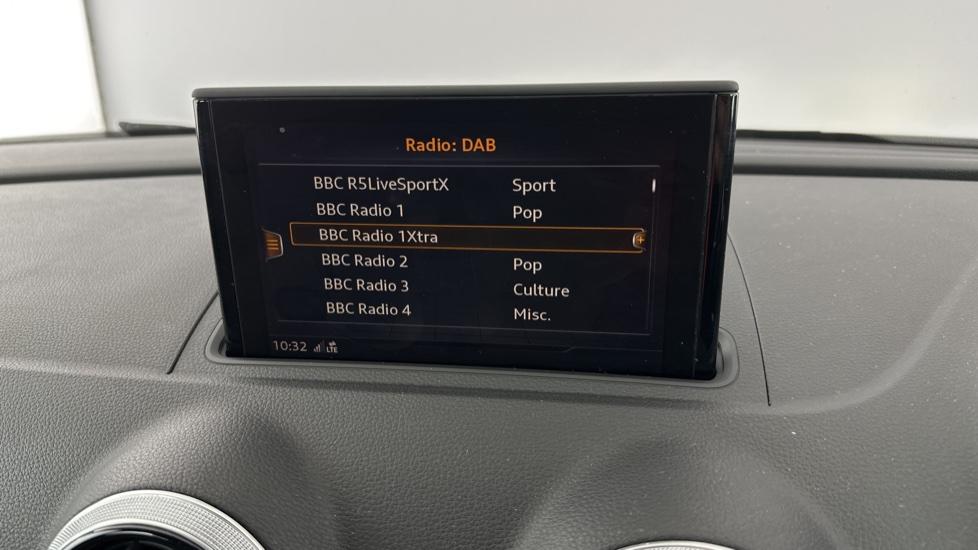 Radio: DAB
BBC R5LiveSportX Sport
BBC Radio 1 Pop
BBC Radio 1Xtra
BBC Radio 2 Pop
BBC Radio 3 Culture
BBC Radio 4 Misc.
10:32 LTE